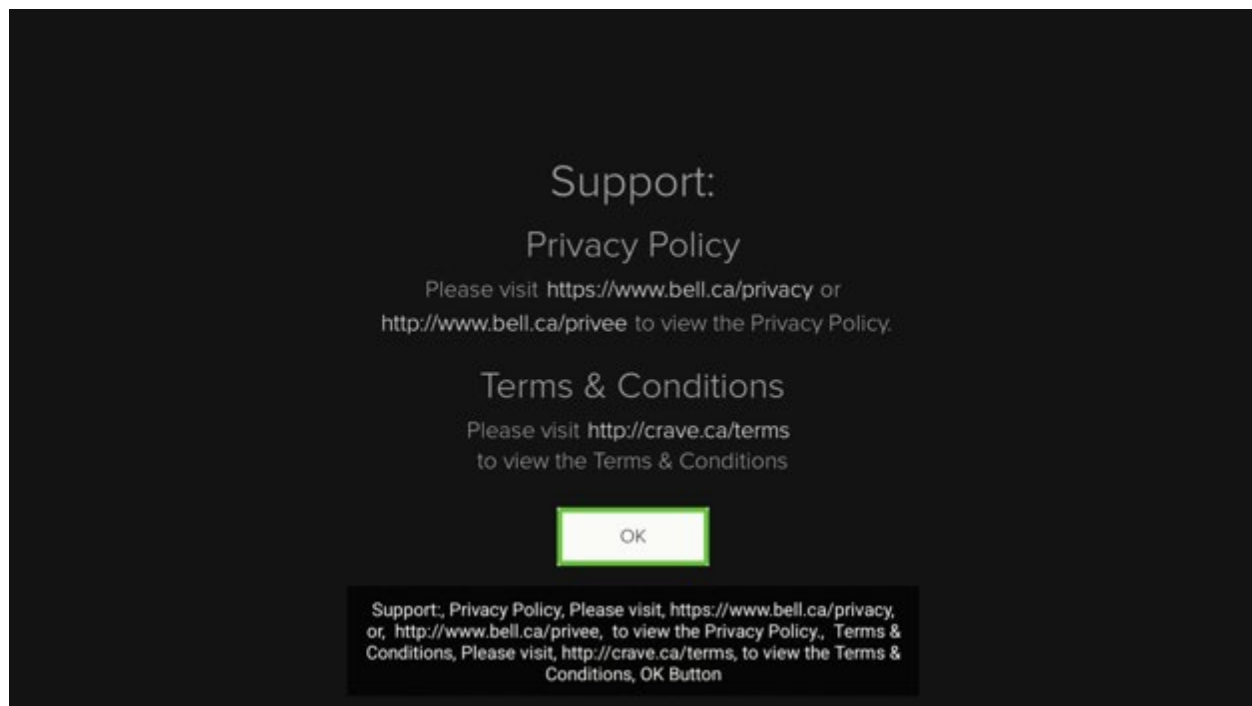 Support:
Privacy Policy
Please visit https://www.bell.ca/privacy or
http://www.bell.ca/privee to view the Privacy Policy.
Terms & Conditions
Please visit http://crave.ca/terms
to view the Terms & Conditions
OK
Support:, Privacy Policy, Please visit, https://www.bell.ca/privacy,
or, http://www.bell.ca/privee, to view the Privacy Policy., Terms &
Conditions, Please visit, http://crave.ca/terms, to view the Terms &
Conditions, OK Button